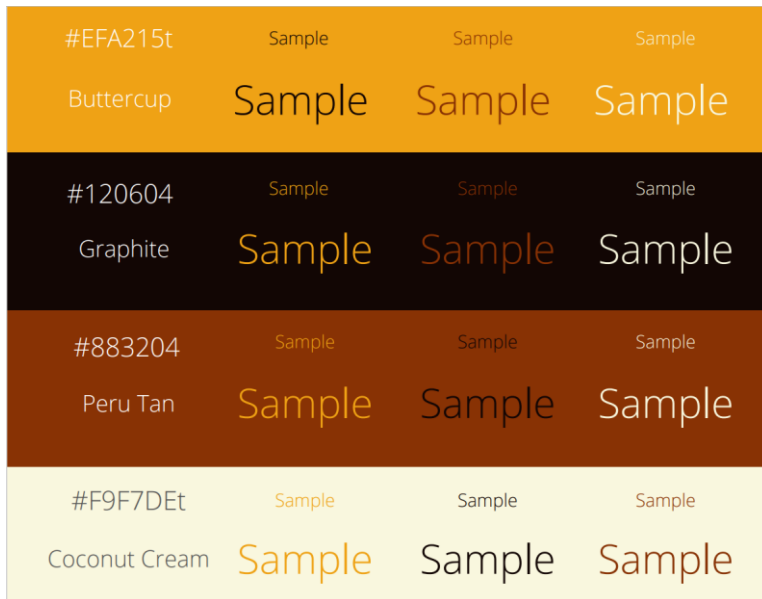 #EFA215t Sample Sample Sample
Buttercup Sample Sample Sample
#120604 Sample Sample Sample
Graphite Sample Sample Sample
#883204 Sample Sample Sample
Peru Tan Sample Sample Sample
#F9F7DEt Sample Sample Sample
Coconut Cream Sample Sample Sample